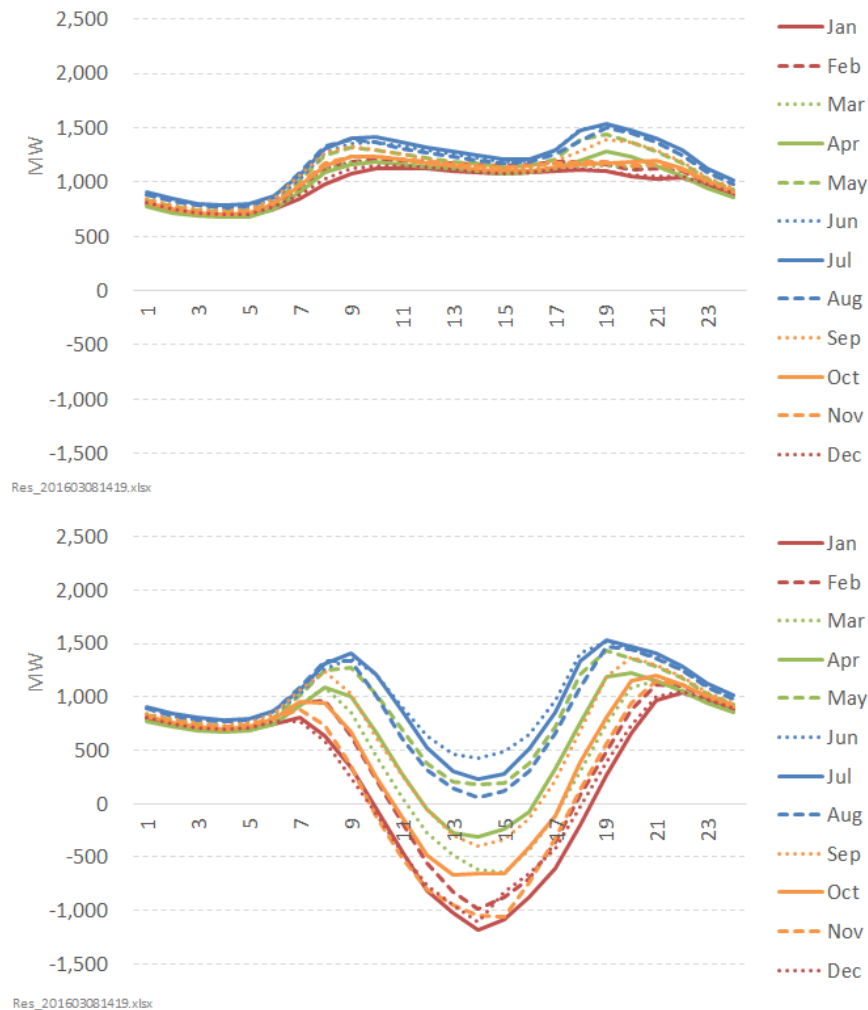 2,500
2,000
1,500
1,000
500
0
-500
-1,000
-1,500
MW
1 3 5 7 9 11 13 15 17 19 21 23
Jan
Feb
Mar
Apr
May
Jun
Jul
Aug
Sep
Oct
Nov
Dec
Res_201603081419.xlsx
2,500
2,000
1,500
1,000
500
0
-500
-1,000
-1,500
MW
1 3 5 7 9 11 13 15 17 19 21 23
Jan
Feb
Mar
Apr
May
Jun
Jul
Aug
Sep
Oct
Nov
Dec
Res_201603081419.xlsx